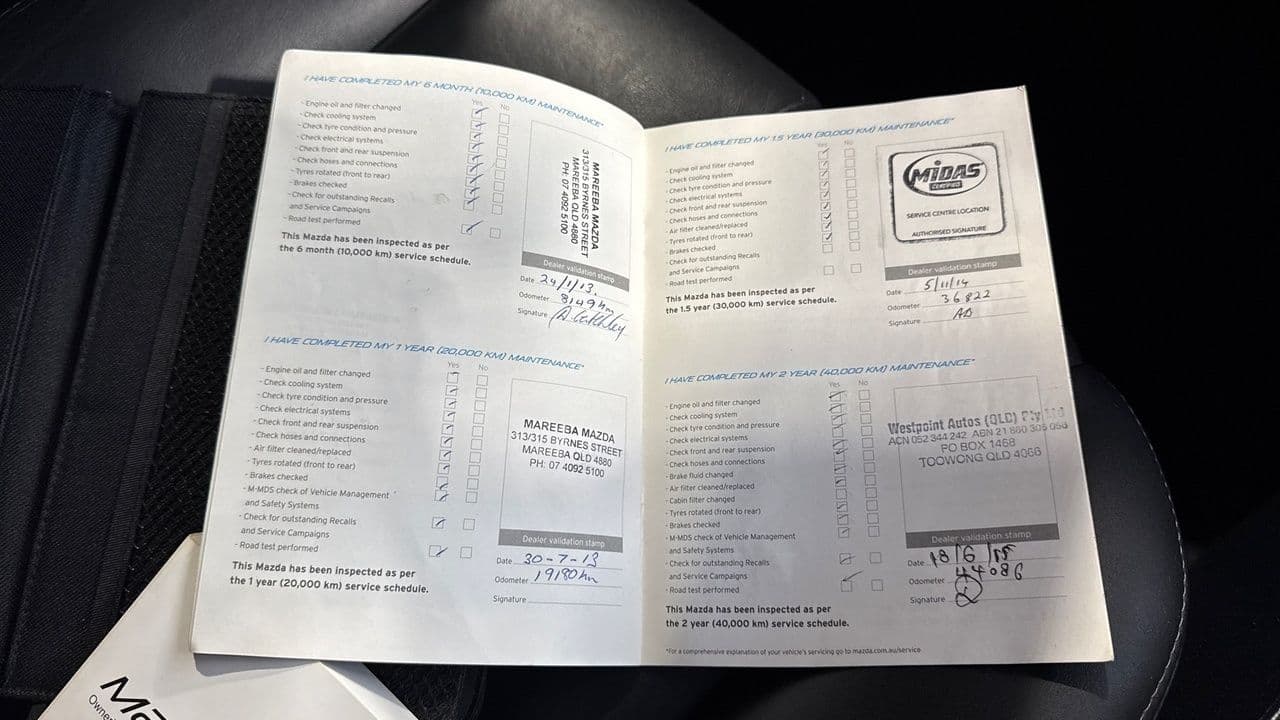 I HAVE COMPLETED MY 6 MONTH (10,000 KM) MAINTENANCE*
Yes No
- Engine oil and filter changed
- Check cooling system
- Check tyre condition and pressure
- Check electrical systems
- Check front and rear suspension
- Check hoses and connections
- Tyres rotated (front to rear)
- Brakes checked
- Check for outstanding Recalls
and Service Campaigns
- Road test performed
This Mazda has been inspected as per
the 6 month (10,000 km) service schedule.
MAREEBA MAZDA
313/315 BYRNES STREET
MAREEBA QLD 4880
PH: 07 4092 5100
Dealer validation stamp
Date 24/1/13.
Odometer 8149km
Signature
I HAVE COMPLETED MY 1 YEAR (20,000 KM) MAINTENANCE*
Yes No
- Engine oil and filter changed
- Check cooling system
- Check tyre condition and pressure
- Check electrical systems
- Check front and rear suspension
- Check hoses and connections
- Air filter cleaned/replaced
- Tyres rotated (front to rear)
- Brakes checked
- M-MDS check of Vehicle Management
and Safety Systems
- Check for outstanding Recalls
and Service Campaigns
- Road test performed
This Mazda has been inspected as per
the 1 year (20,000 km) service schedule.
MAREEBA MAZDA
313/315 BYRNES STREET
MAREEBA QLD 4880
PH: 07 4092 5100
Dealer validation stamp
Date 30-7-13
Odometer 19180km
Signature
I HAVE COMPLETED MY 1.5 YEAR (30,000 KM) MAINTENANCE*
Yes No
- Engine oil and filter changed
- Check cooling system
- Check tyre condition and pressure
- Check electrical systems
- Check front and rear suspension
- Check hoses and connections
- Air filter cleaned/replaced
- Tyres rotated (front to rear)
- Brakes checked
- Check for outstanding Recalls
and Service Campaigns
- Road test performed
This Mazda has been inspected as per
the 1.5 year (30,000 km) service schedule.
MIDAS
CERTIFIED
SERVICE CENTRE LOCATION
AUTHORISED SIGNATURE
Dealer validation stamp
Date 5/11/14
Odometer 36822
Signature AD
I HAVE COMPLETED MY 2 YEAR (40,000 KM) MAINTENANCE*
Yes No
- Engine oil and filter changed
- Check cooling system
- Check tyre condition and pressure
- Check electrical systems
- Check front and rear suspension
- Check hoses and connections
- Brake fluid changed
- Air filter cleaned/replaced
- Cabin filter changed
- Tyres rotated (front to rear)
- Brakes checked
- M-MDS check of Vehicle Management
and Safety Systems
- Check for outstanding Recalls
and Service Campaigns
- Road test performed
This Mazda has been inspected as per
the 2 year (40,000 km) service schedule.
Westpoint Autos (QLD) Pty Ltd
ACN 052 344 242 ABN 21 860 305 056
PO BOX 1468
TOOWONG QLD 4066
Dealer validation stamp
Date 18/6/15
Odometer 44086
Signature
*For a comprehensive explanation of your vehicle's servicing go to mazda.com.au/service